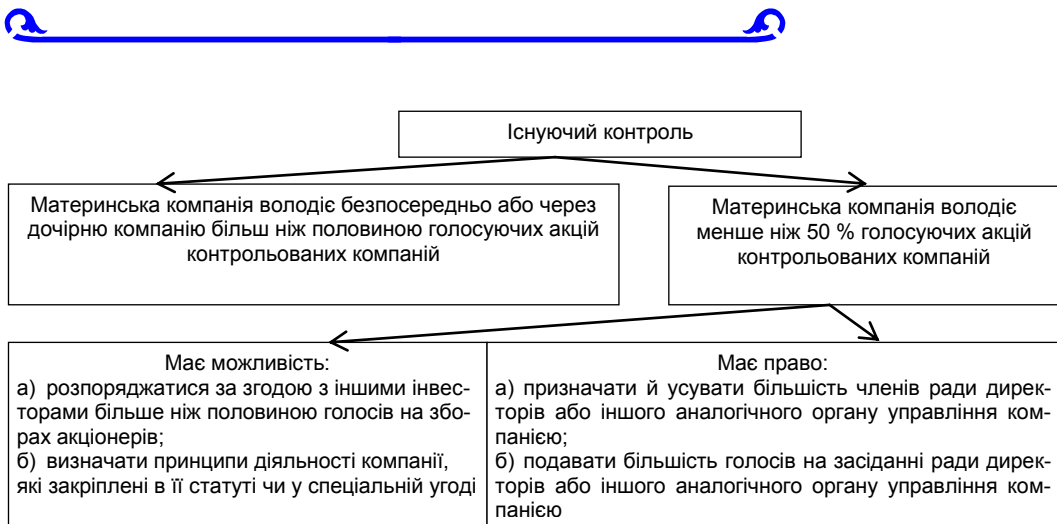 Існуючий контроль
Материнська компанія володіє безпосередньо або через
дочірню компанію більш ніж половиною голосуючих акцій
контрольованих компаній
Материнська компанія володіє
менше ніж 50 % голосуючих акцій
контрольованих компаній
Має можливість:
а) розпоряджатися за згодою з іншими інвес-
торами більше ніж половиною голосів на збо-
рах акціонерів;
б) визначати принципи діяльності компанії,
які закріплені в її статуті чи у спеціальній угоді
Має право:
а) призначати й усувати більшість членів ради дирек-
торів або іншого аналогічного органу управління ком-
панією;
б) подавати більшість голосів на засіданні ради дирек-
торів або іншого аналогічного органу управління ком-
панією